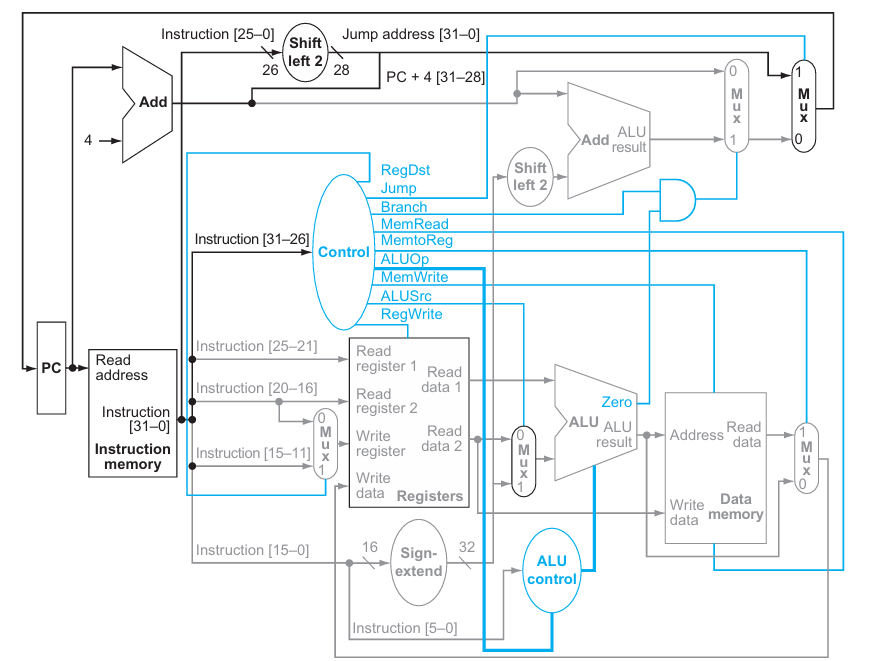 Instruction [25–0]
Shift
left 2
Jump address [31–0]
26
28
PC + 4 [31–28]
Add
4
0
M
u
x
1
1
M
u
x
0
Add
ALU
result
Shift
left 2
RegDst
Jump
Branch
MemRead
MemtoReg
ALUOp
MemWrite
ALUSrc
RegWrite
Instruction [31–26]
Control
PC
Read
address
Instruction
[31–0]
Instruction
memory
Instruction [25–21]
Instruction [20–16]
Instruction [15–11]
0
M
u
x
1
Read
register 1
Read
register 2
Write
register
Write
data
Read
data 1
Read
data 2
Registers
0
M
u
x
1
Zero
ALU
ALU
result
Address
Read
data
Write
data
Data
memory
1
M
u
x
0
Instruction [15–0]
16
Sign-
extend
32
ALU
control
Instruction [5–0]